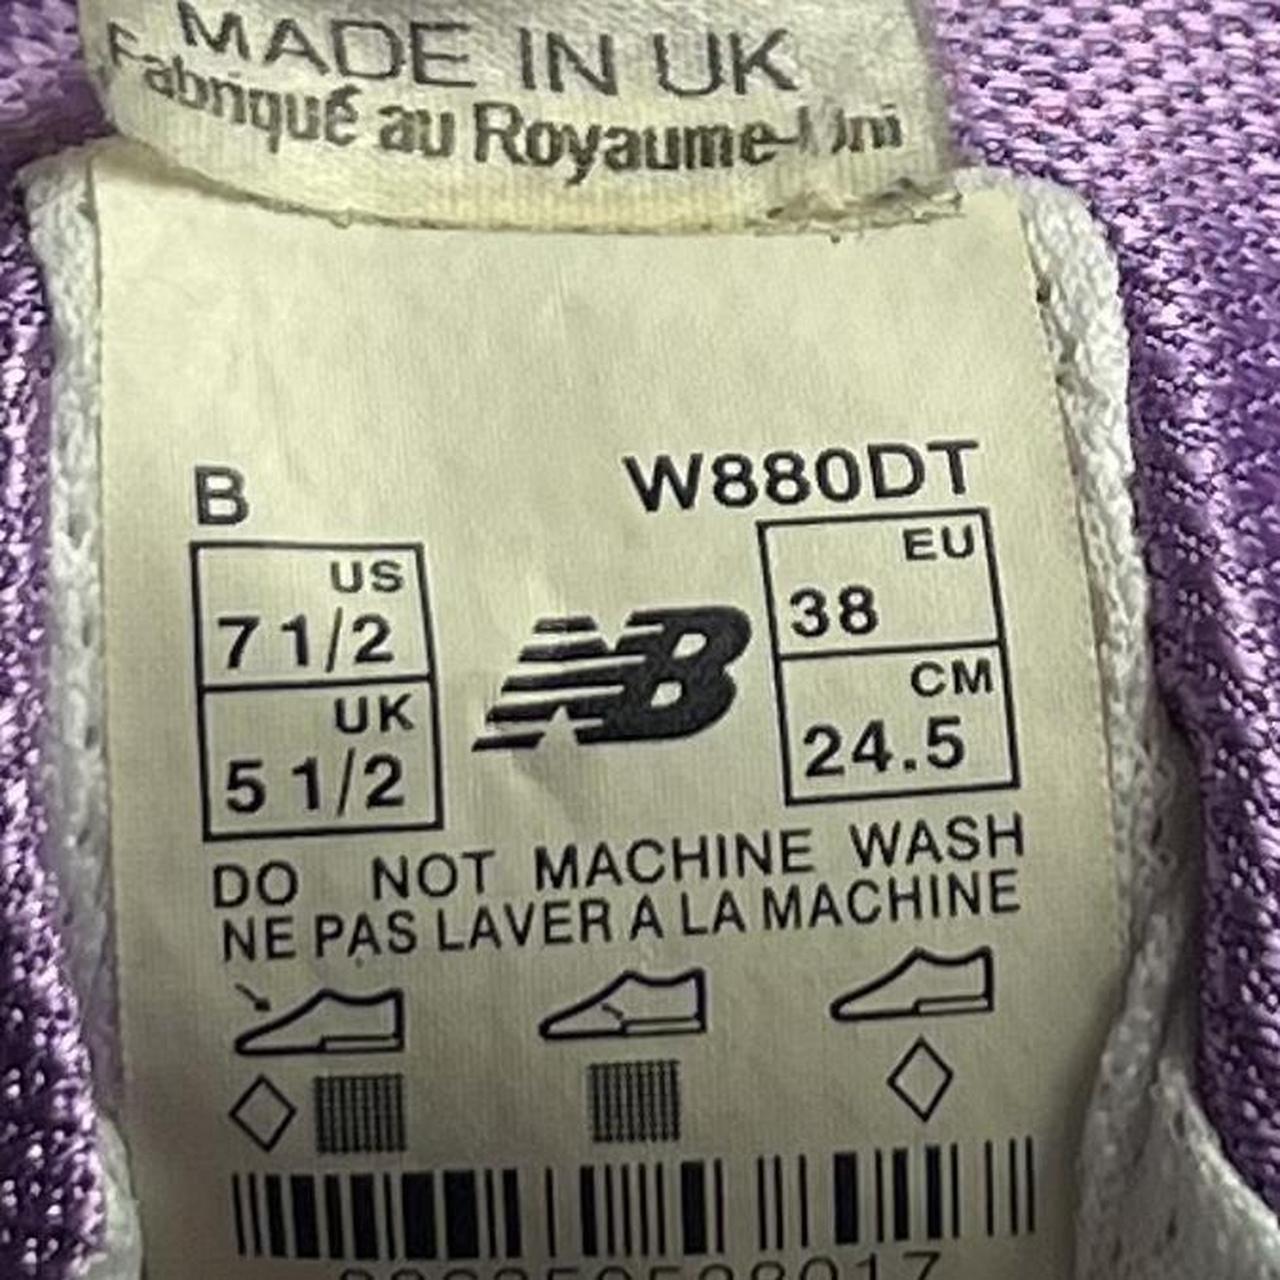 MADE IN UK
Fabriqué au Royaume-Uni
B W880DT
US
7 1/2
UK
5 1/2
NB
EU
38
CM
24.5
DO NOT MACHINE WASH
NE PAS LAVER A LA MACHINE